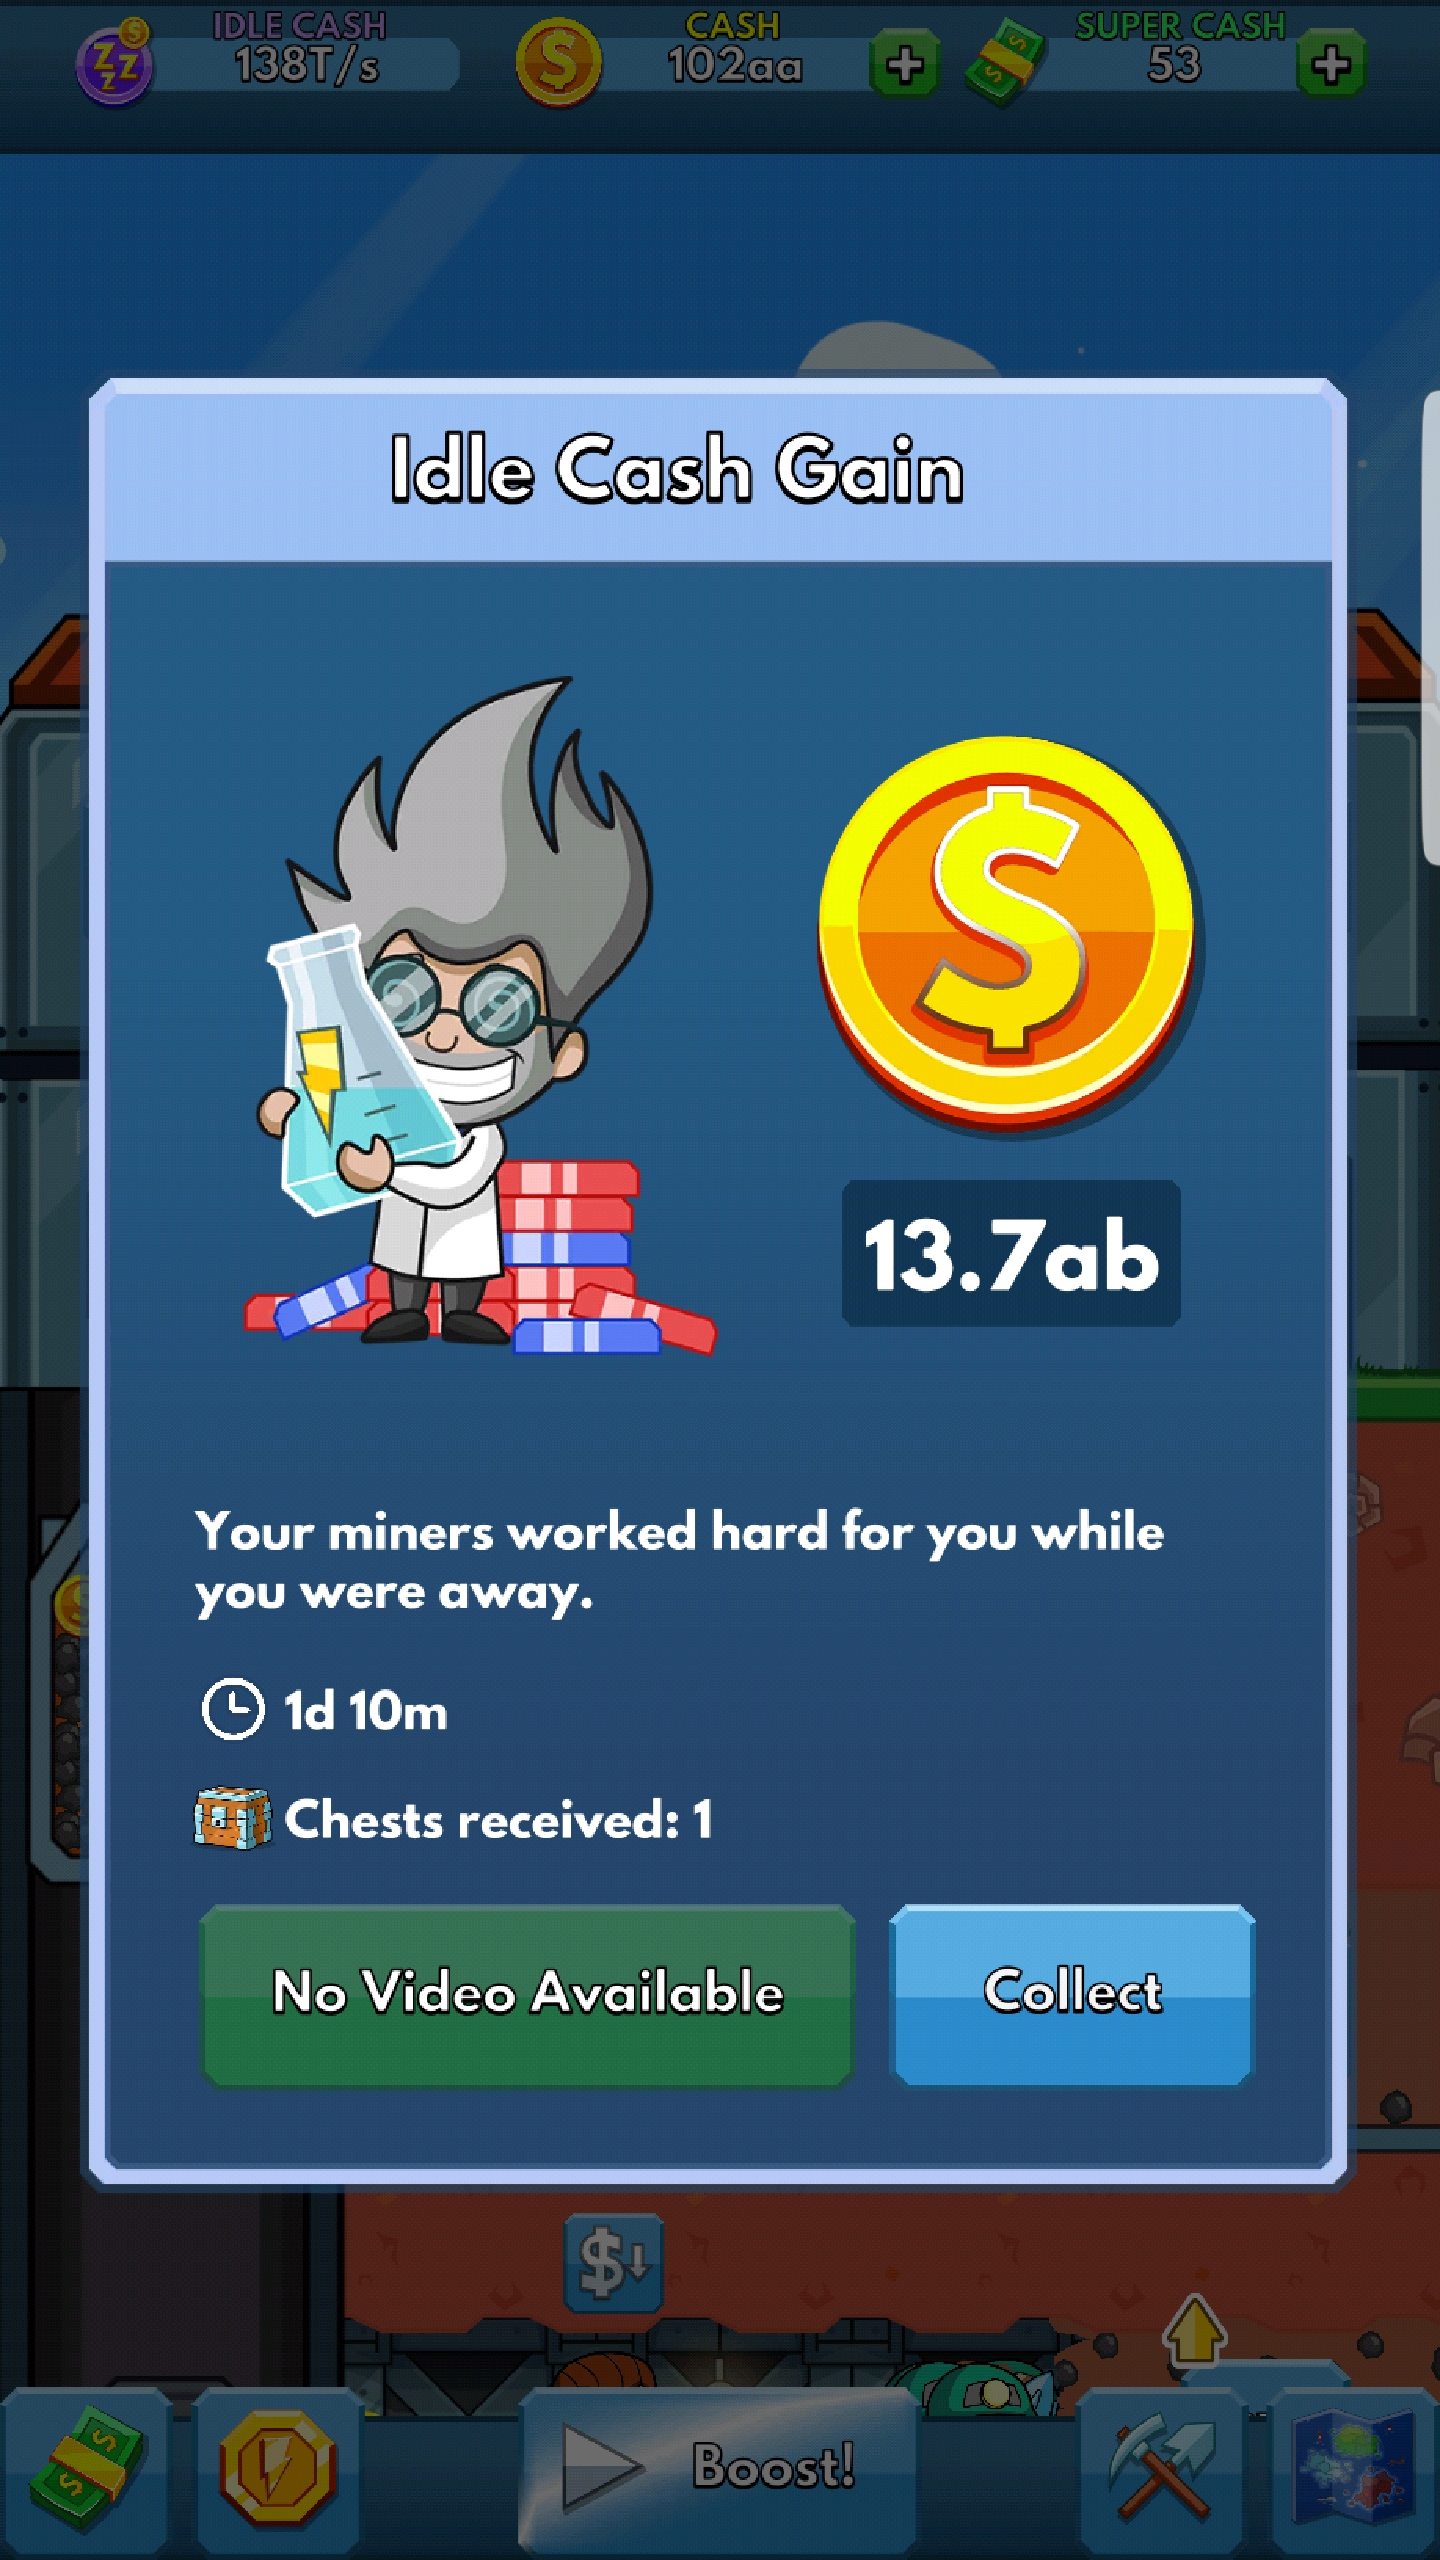 IDLE CASH
138T/s
CASH
102aa
SUPER CASH
53
Idle Cash Gain
13.7ab
Your miners worked hard for you while
you were away.
1d 10m
Chests received: 1
No Video Available
Collect
Boost!